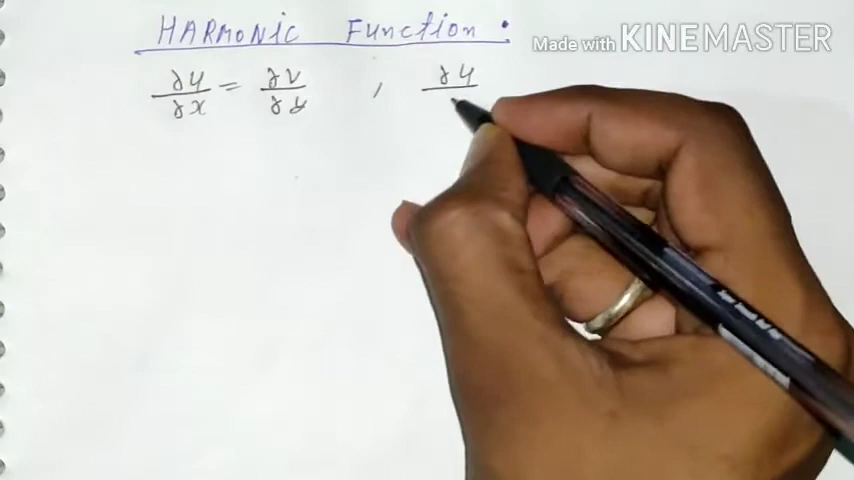 HARMONIC Function :
Made with KINEMASTER
∂u/∂x = ∂v/∂y , ∂u